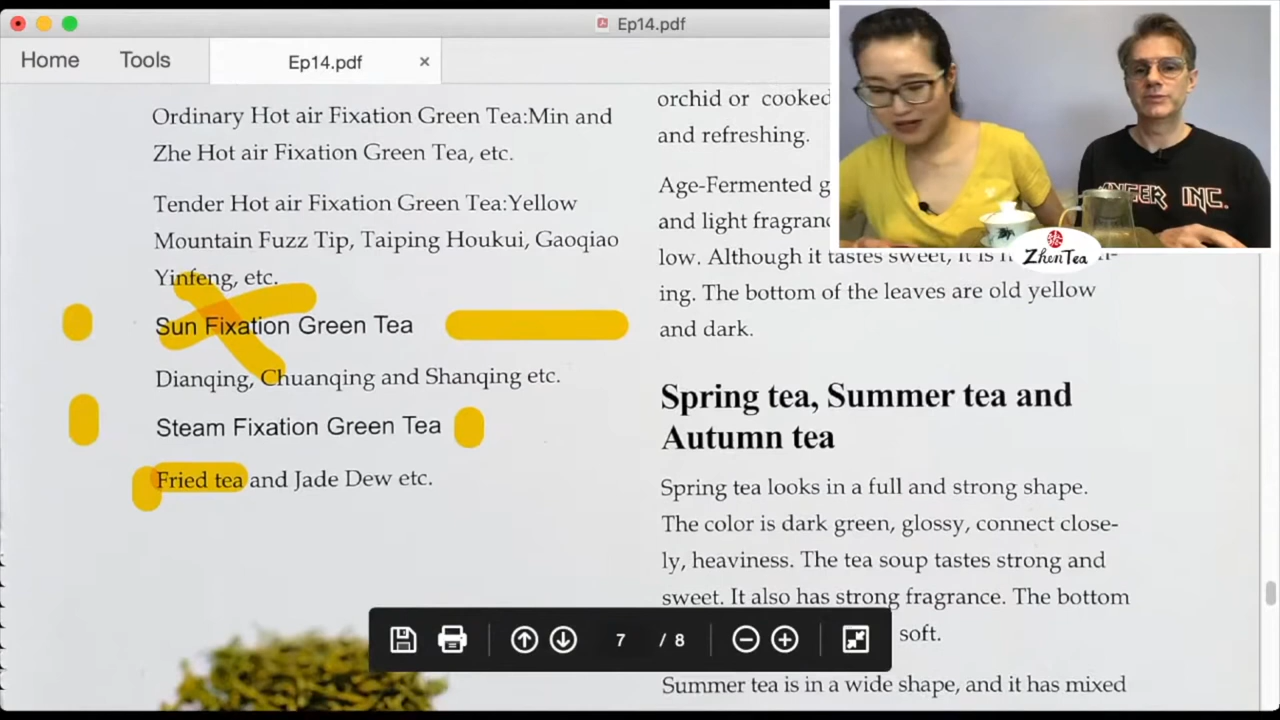 Ep14.pdf
Home
Tools
Ep14.pdf
×
Ordinary Hot air Fixation Green Tea:Min and
Zhe Hot air Fixation Green Tea, etc.
Tender Hot air Fixation Green Tea:Yellow
Mountain Fuzz Tip, Taiping Houkui, Gaoqiao
Yinfeng, etc.
Sun Fixation Green Tea
Dianqing, Chuanqing and Shanqing etc.
Steam Fixation Green Tea
Fried tea and Jade Dew etc.
orchid or cooked
and refreshing.
Age-Fermented g
and light fragran
low. Although it tastes sweet, it is
ing. The bottom of the leaves are old yellow
and dark.
Spring tea, Summer tea and
Autumn tea
Spring tea looks in a full and strong shape.
The color is dark green, glossy, connect close-
ly, heaviness. The tea soup tastes strong and
sweet. It also has strong fragrance. The bottom
soft.
Summer tea is in a wide shape, and it has mixed
7 / 8
INC.
ZhenTea